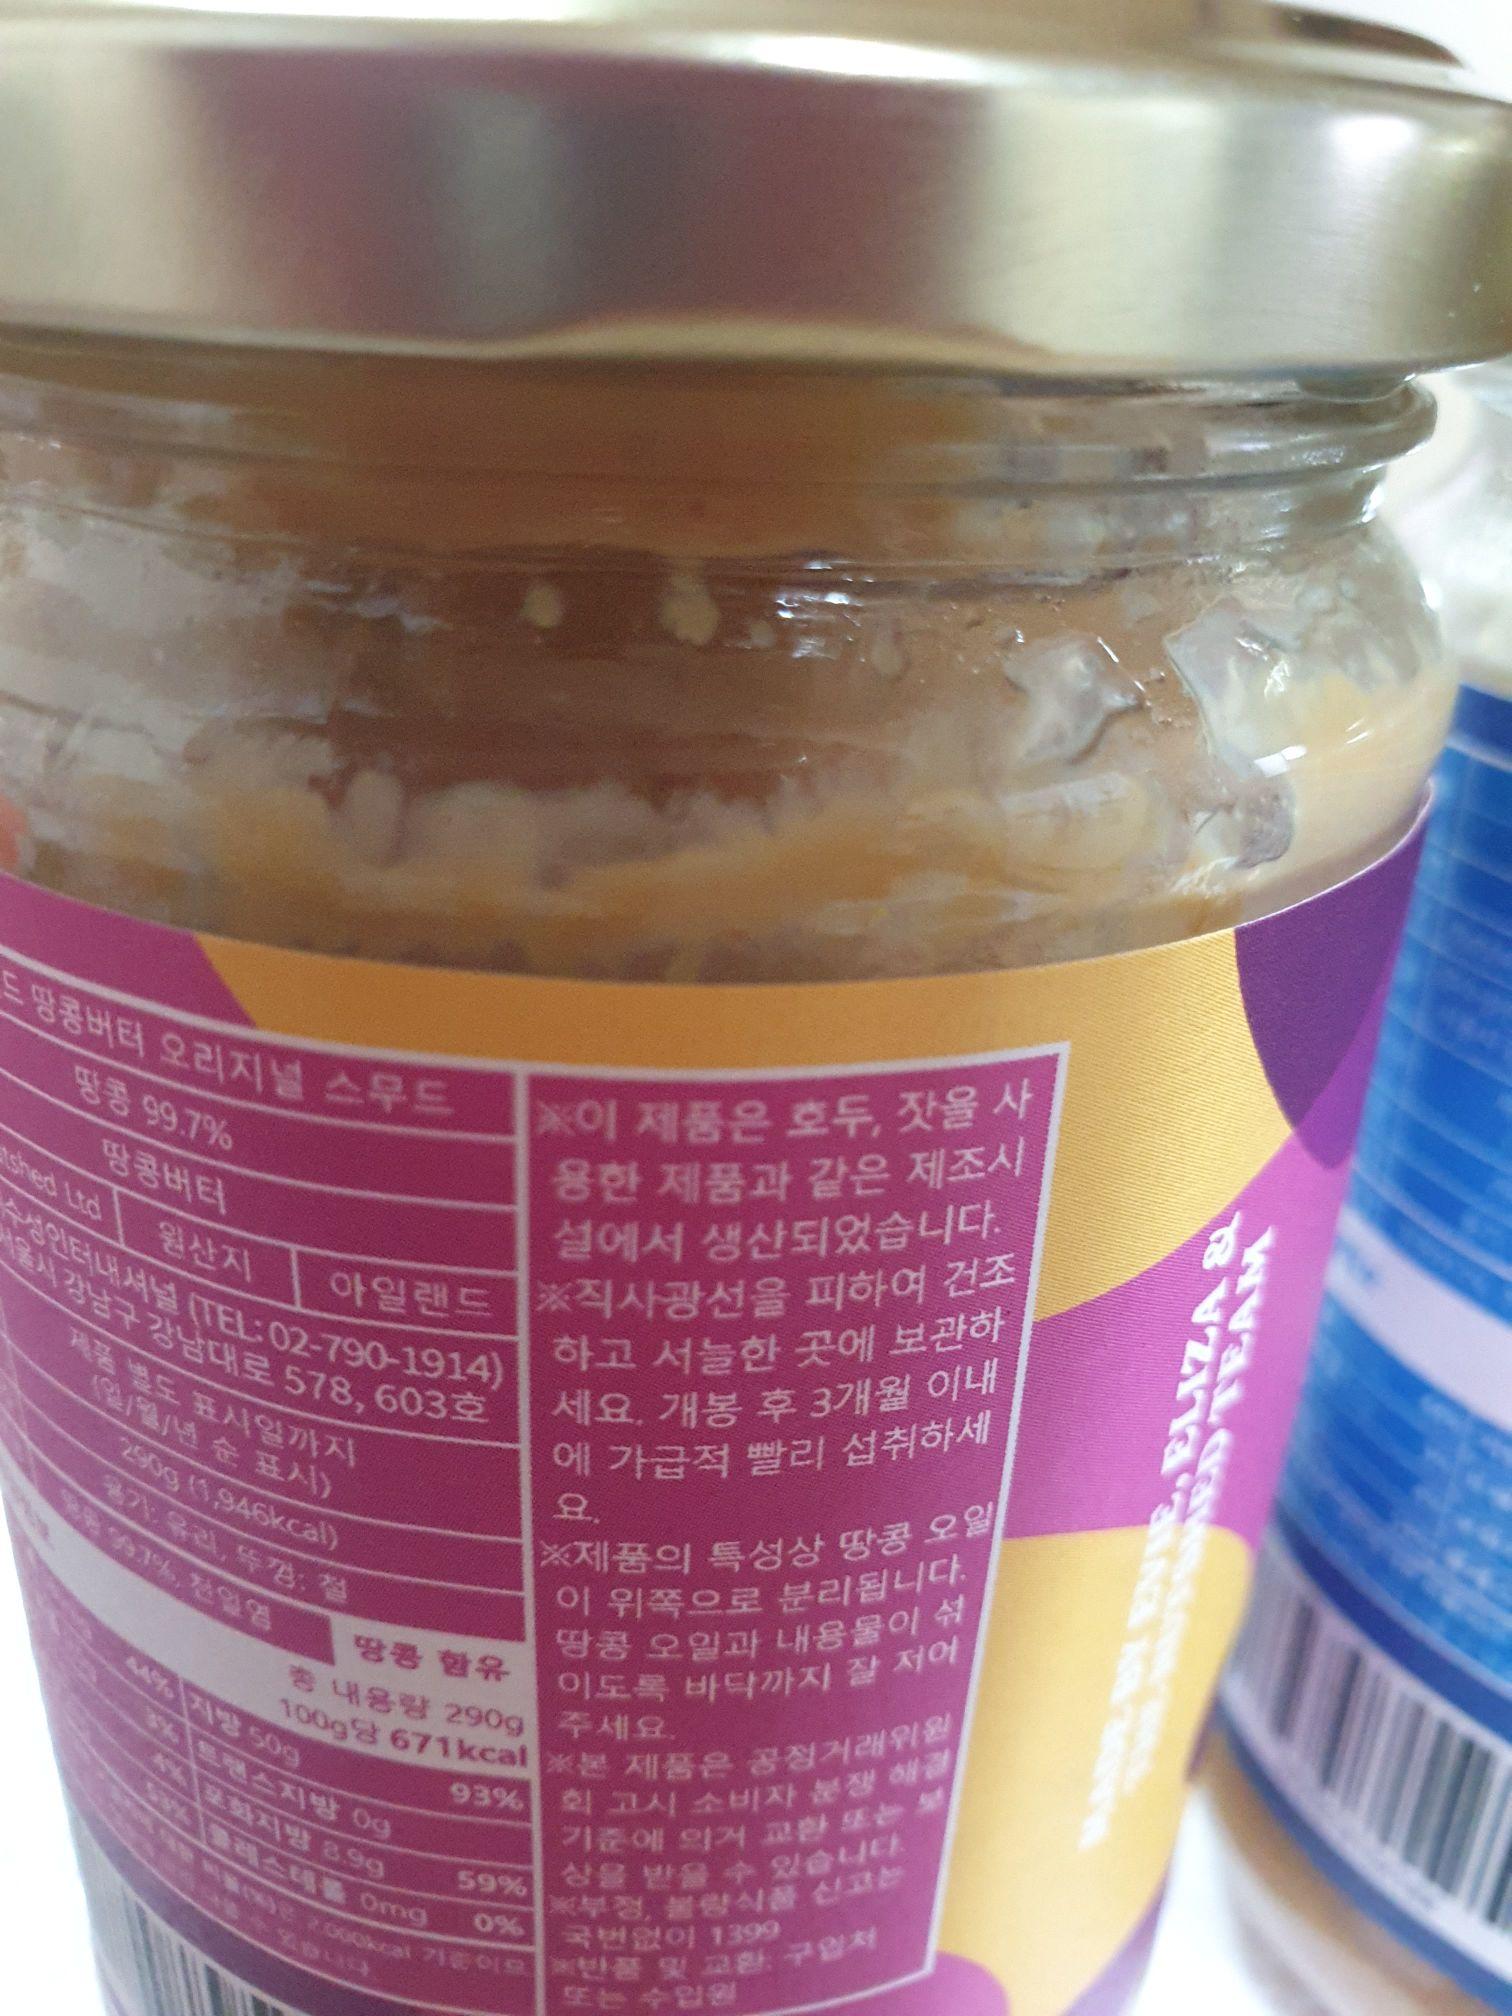 드 땅콩버터 오리지널 스무드
땅콩 99.7%
땅콩버터
tshed Ltd 원산지 아일랜드
수성인터내셔널 (TEL: 02-790-1914)
서울시 강남구 강남대로 578, 603호
제품 별도 표시일까지
(일/월/년 순 표시)
290g (1,946kcal)
용기: 유리, 뚜껑: 철
땅콩 99.7%, 천일염
땅콩 함유
총 내용량 290g
100g당 671kcal
44% 지방 50g 93%
3% 트랜스지방 0g
4% 포화지방 8.9g 59%
53% 콜레스테롤 0mg 0%
2,000kcal 기준이므
※이 제품은 호두, 잣을 사
용한 제품과 같은 제조시
설에서 생산되었습니다.
※직사광선을 피하여 건조
하고 서늘한 곳에 보관하
세요. 개봉 후 3개월 이내
에 가급적 빨리 섭취하세
요.
※제품의 특성상 땅콩 오일
이 위쪽으로 분리됩니다.
땅콩 오일과 내용물이 섞
이도록 바닥까지 잘 저어
주세요.
※본 제품은 공정거래위원
회 고시 소비자 분쟁 해결
기준에 의거 교환 또는 보
상을 받을 수 있습니다.
※부정, 불량식품 신고는
국번없이 1399
※반품 및 교환: 구입처
또는 수입원
MADE BY EVIE, ELIZA &
THE NUTSHED TEAM